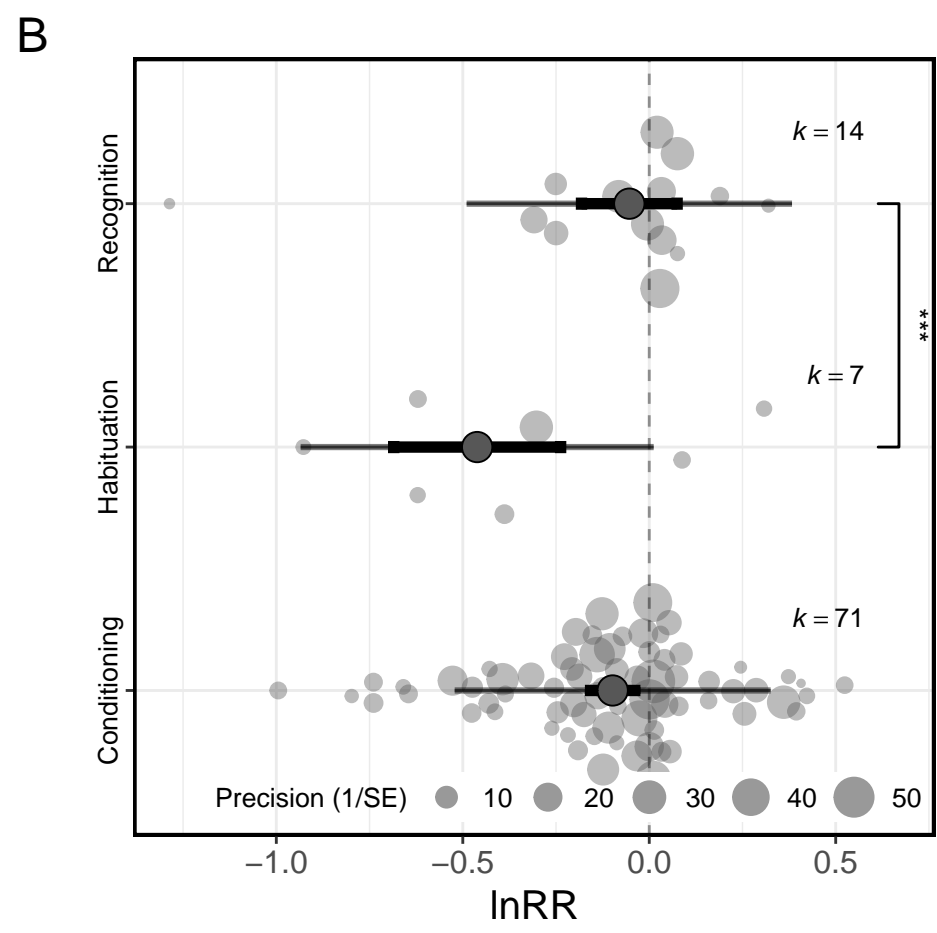 B
Recognition
k = 14
***
Habituation
k = 7
Conditioning
k = 71
Precision (1/SE) 10 20 30 40 50
−1.0 −0.5 0.0 0.5
lnRR